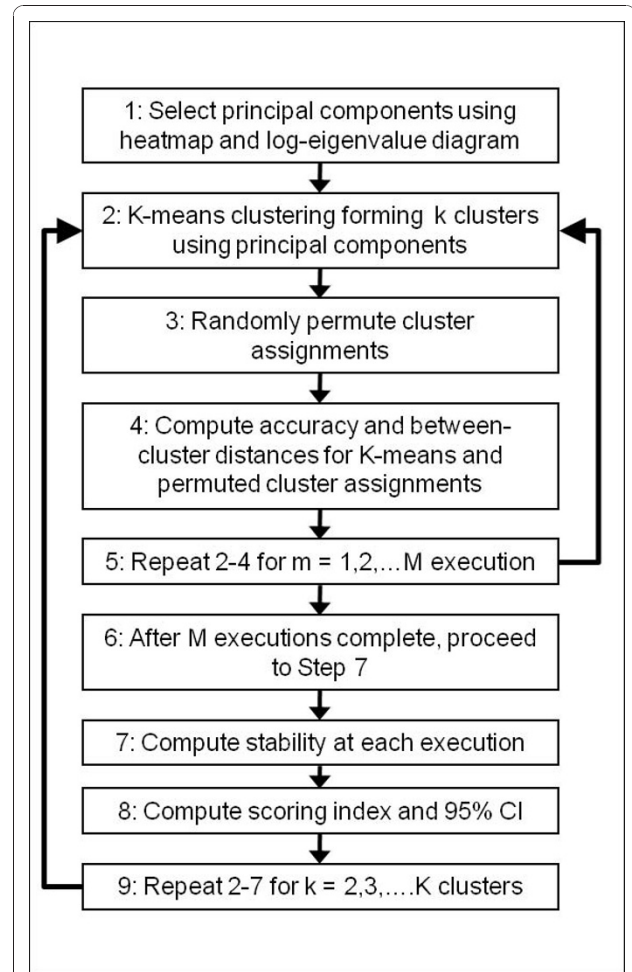 1: Select principal components using
heatmap and log-eigenvalue diagram
2: K-means clustering forming k clusters
using principal components
3: Randomly permute cluster
assignments
4: Compute accuracy and between-
cluster distances for K-means and
permuted cluster assignments
5: Repeat 2-4 for m = 1,2,...M execution
6: After M executions complete, proceed
to Step 7
7: Compute stability at each execution
8: Compute scoring index and 95% CI
9: Repeat 2-7 for k = 2,3,....K clusters